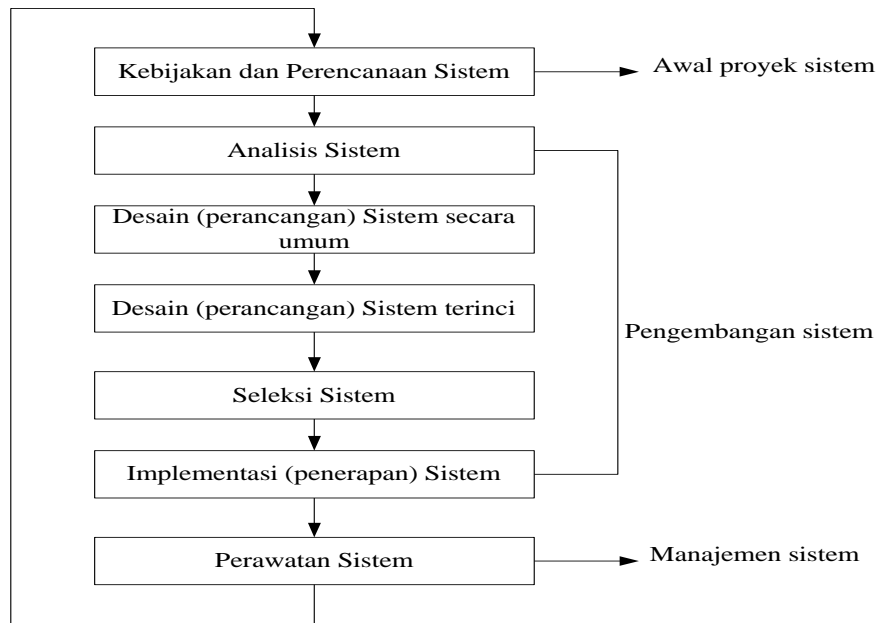 Kebijakan dan Perencanaan Sistem
Awal proyek sistem
Analisis Sistem
Desain (perancangan) Sistem secara
umum
Desain (perancangan) Sistem terinci
Pengembangan sistem
Seleksi Sistem
Implementasi (penerapan) Sistem
Perawatan Sistem
Manajemen sistem